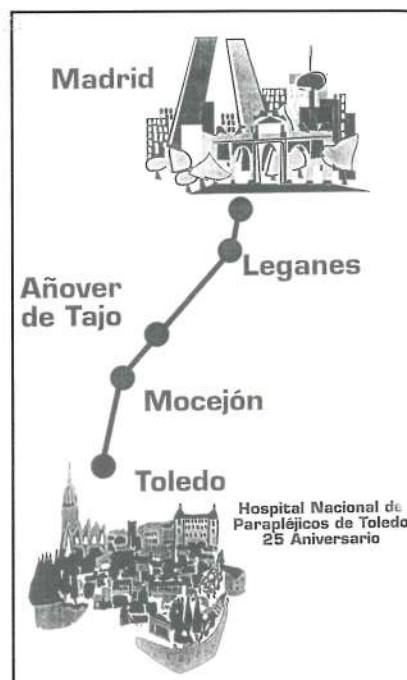 Madrid
Leganes
Añover
de Tajo
Mocejón
Toledo
Hospital Nacional de
Parapléjicos de Toledo
25 Aniversario